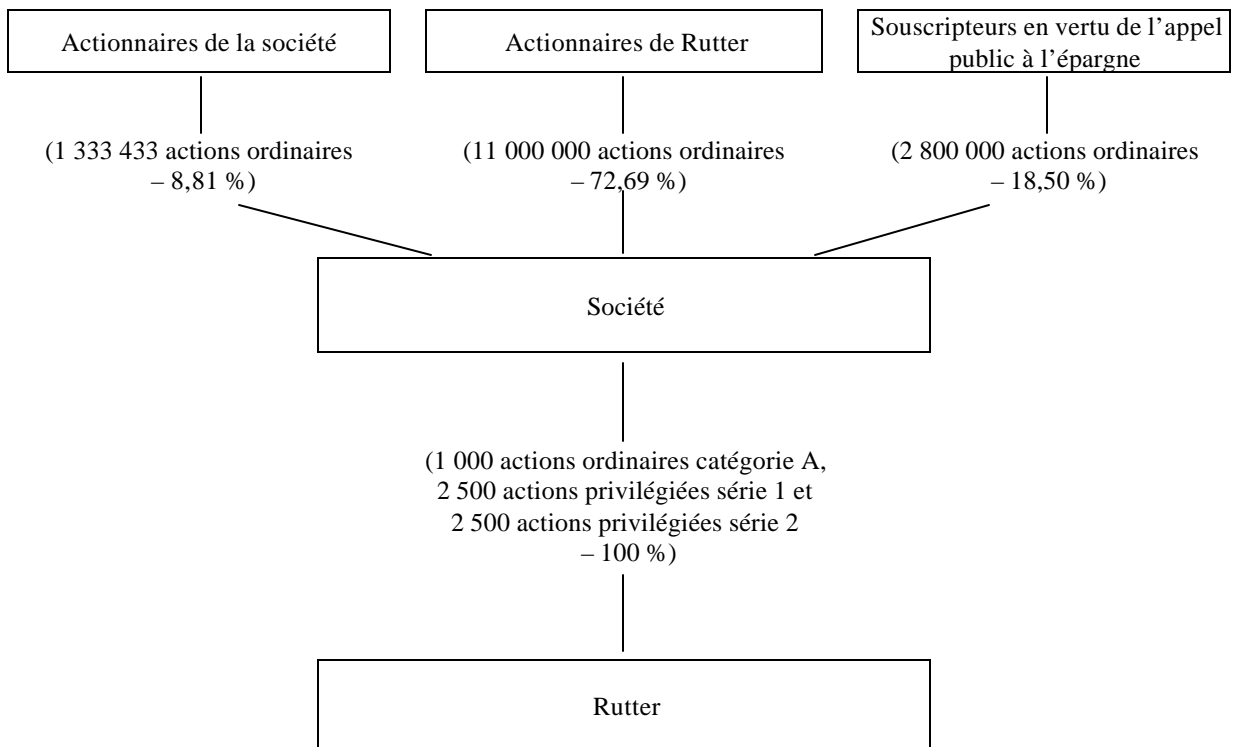 Actionnaires de la société
Actionnaires de Rutter
Souscripteurs en vertu de l’appel
public à l’épargne
(1 333 433 actions ordinaires
– 8,81 %)
(11 000 000 actions ordinaires
– 72,69 %)
(2 800 000 actions ordinaires
– 18,50 %)
Société
(1 000 actions ordinaires catégorie A,
2 500 actions privilégiées série 1 et
2 500 actions privilégiées série 2
– 100 %)
Rutter